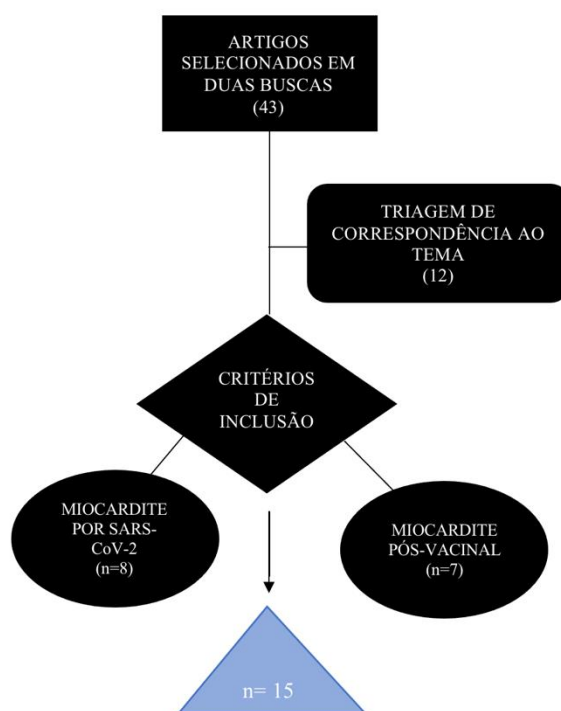 ARTIGOS
SELECIONADOS EM
DUAS BUSCAS
(43)
TRIAGEM DE
CORRESPONDÊNCIA AO
TEMA
(12)
CRITÉRIOS
DE
INCLUSÃO
MIOCARDITE
POR SARS-
CoV-2
(n=8)
MIOCARDITE
PÓS-VACINAL
(n=7)
n= 15